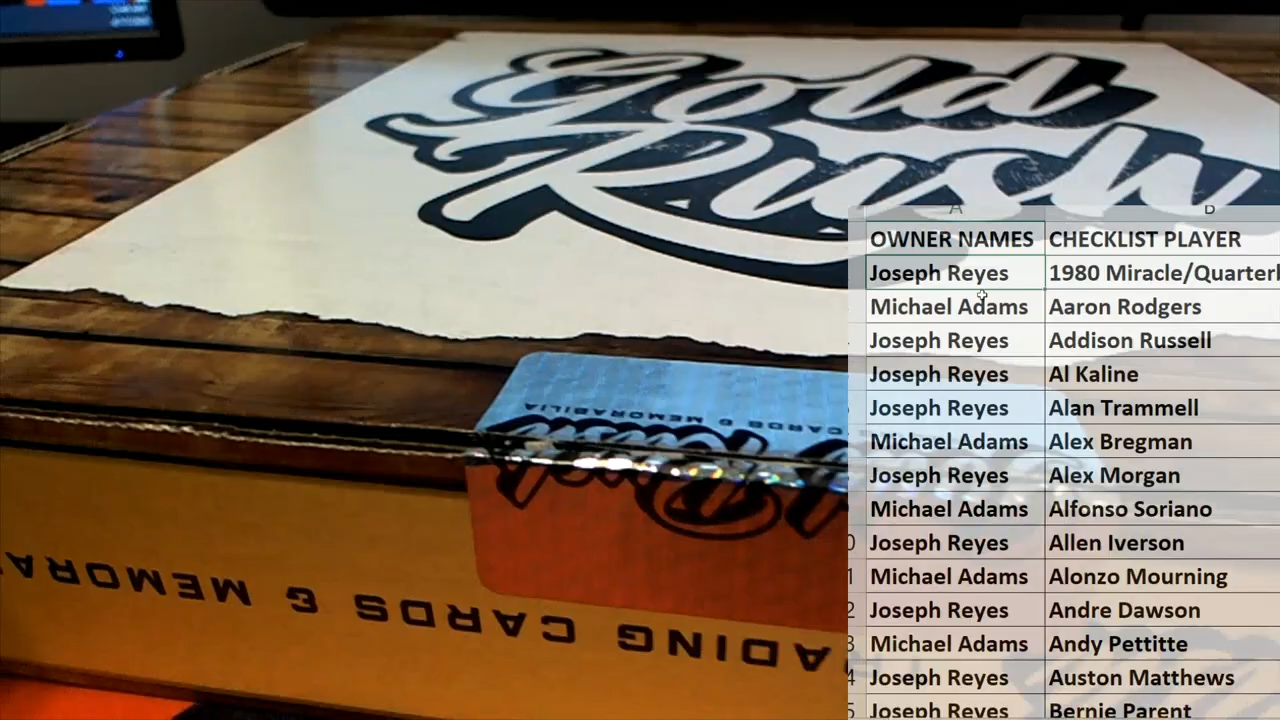 Gold
Rush
CARDS & MEMORABILIA
ADING CARDS & MEMORA
A
OWNER NAMES CHECKLIST PLAYER
Joseph Reyes 1980 Miracle/Quarter
Michael Adams Aaron Rodgers
Joseph Reyes Addison Russell
Joseph Reyes Al Kaline
Joseph Reyes Alan Trammell
Michael Adams Alex Bregman
Joseph Reyes Alex Morgan
Michael Adams Alfonso Soriano
Joseph Reyes Allen Iverson
Michael Adams Alonzo Mourning
Joseph Reyes Andre Dawson
Michael Adams Andy Pettitte
Joseph Reyes Auston Matthews
Joseph Reyes Bernie Parent